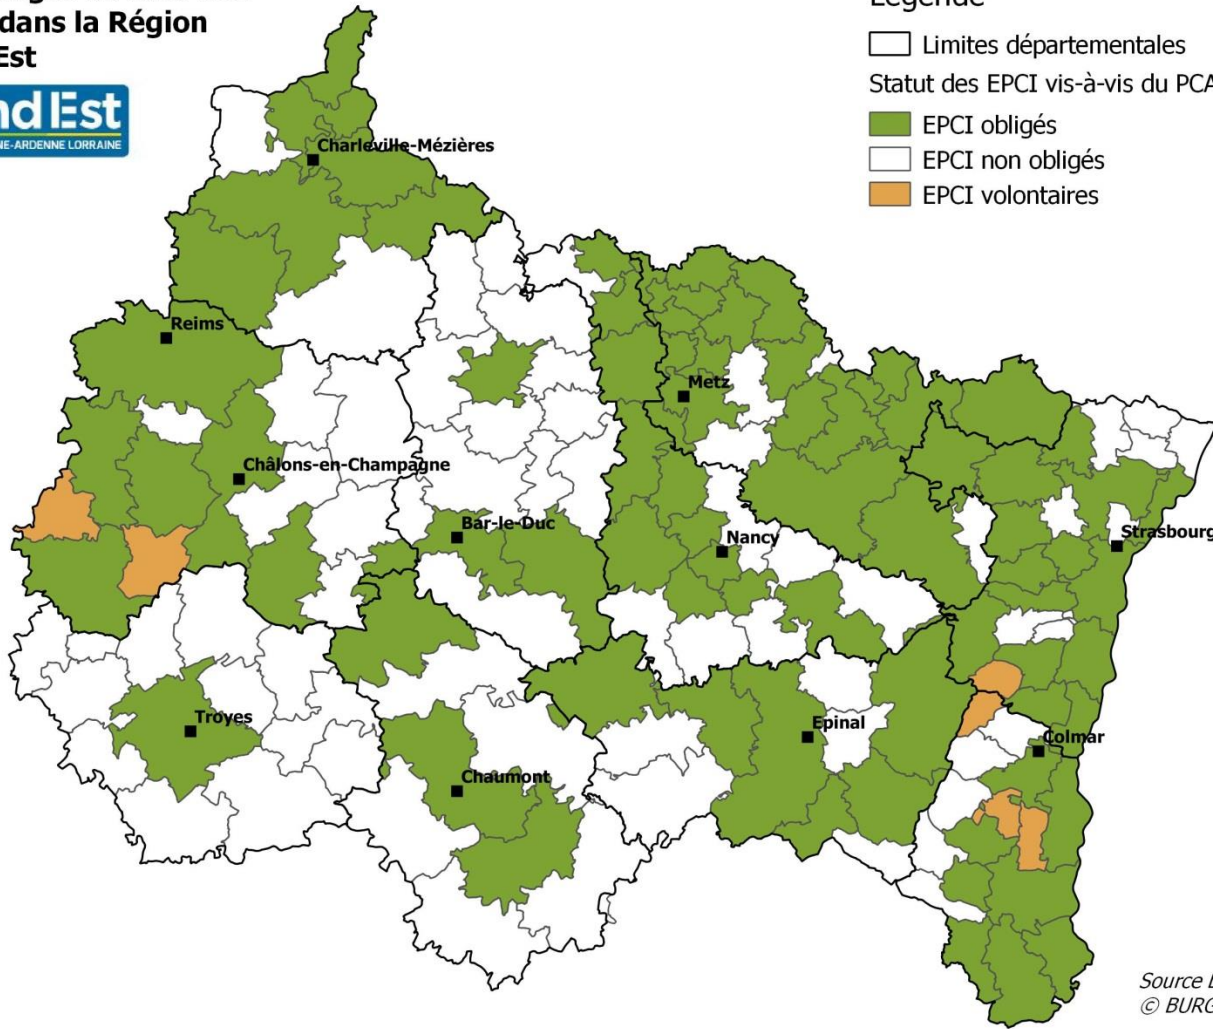 dans la Région
Est
nd Est
NE-ARDENNE LORRAINE
Légende
Limites départementales
Statut des EPCI vis-à-vis du PCA
EPCI obligés
EPCI non obligés
EPCI volontaires
Charleville-Mézières
Reims
Metz
Châlons-en-Champagne
Bar-le-Duc
Nancy
Strasbourg
Troyes
Epinal
Colmar
Chaumont
Source
© BURG